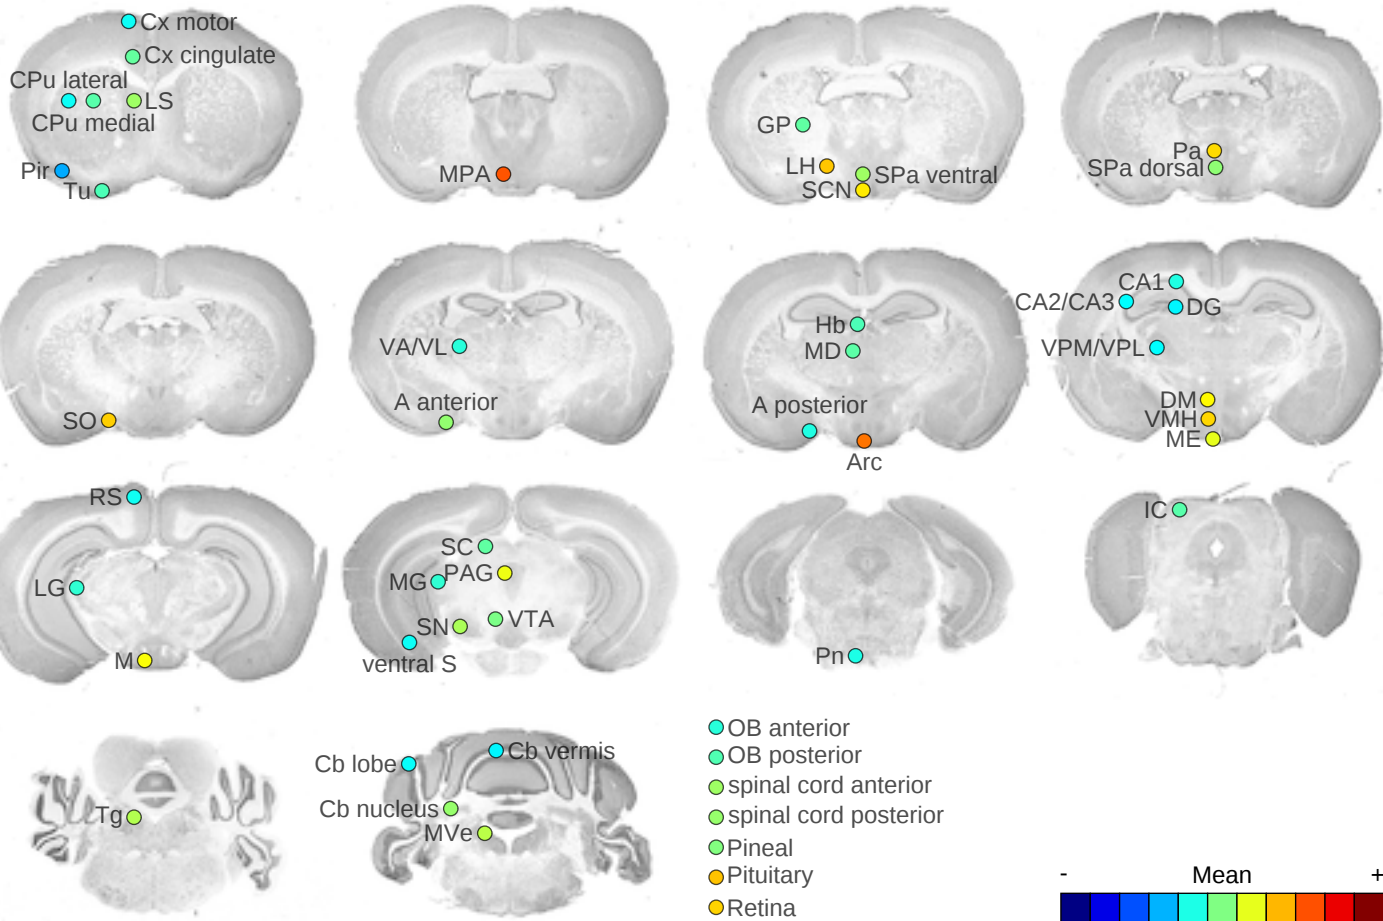 Cx motor
Cx cingulate
CPu lateral
LS
CPu medial
Pir
Tu
MPA
GP
LH
SPa ventral
SCN
Pa
SPa dorsal
SO
VA/VL
A anterior
Hb
MD
A posterior
Arc
CA1
CA2/CA3
DG
VPM/VPL
DM
VMH
ME
RS
LG
M
SC
MG
PAG
SN
VTA
ventral S
Pn
IC
Tg
Cb lobe
Cb vermis
Cb nucleus
MVe
OB anterior
OB posterior
spinal cord anterior
spinal cord posterior
Pineal
Pituitary
Retina
- Mean +